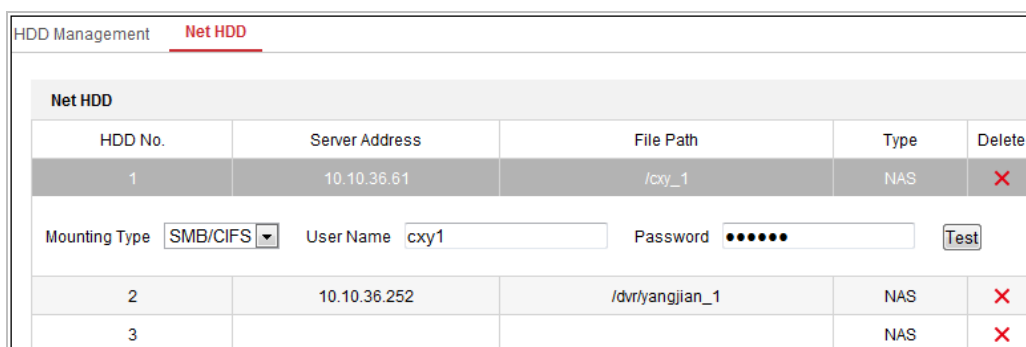 HDD Management Net HDD
Net HDD
HDD No. Server Address File Path Type Delete
1 10.10.36.61 /cxy_1 NAS
Mounting Type SMB/CIFS User Name cxy1 Password ●●●●●● Test
2 10.10.36.252 /dvr/yangjian_1 NAS
3 NAS